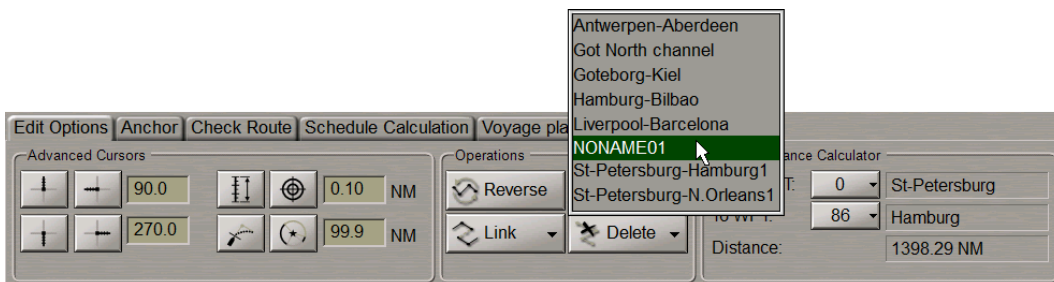 Antwerpen-Aberdeen
Got North channel
Goteborg-Kiel
Hamburg-Bilbao
Liverpool-Barcelona
NONAME01
St-Petersburg-Hamburg1
St-Petersburg-N.Orleans1
Edit Options Anchor Check Route Schedule Calculation Voyage pla
Advanced Cursors
90.0
0.10 NM
270.0
99.9 NM
Operations
Reverse
Link
Delete
ance Calculator
T: 0 St-Petersburg
To WPT: 86 Hamburg
Distance: 1398.29 NM